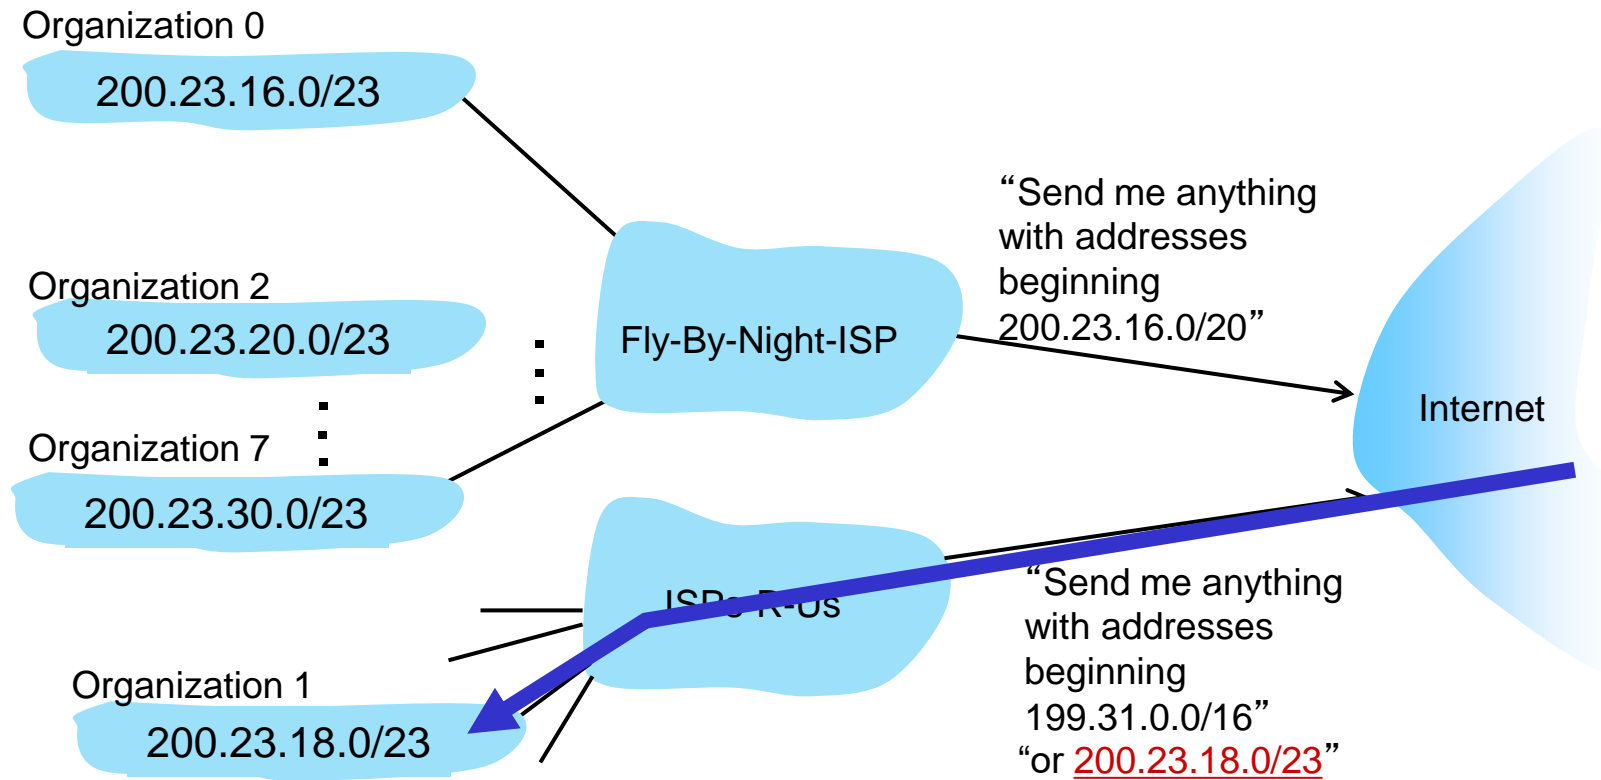 Organization 0
200.23.16.0/23
Organization 2
200.23.20.0/23
Organization 7
200.23.30.0/23
Fly-By-Night-ISP
“Send me anything
with addresses
beginning
200.23.16.0/20”
Internet
ISPs-R-Us
Organization 1
200.23.18.0/23
“Send me anything
with addresses
beginning
199.31.0.0/16”
“or 200.23.18.0/23”